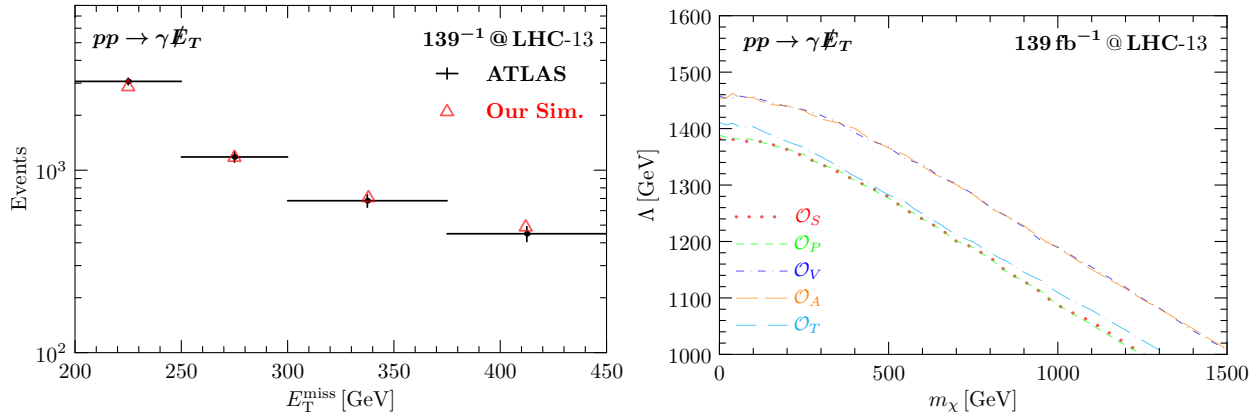 pp → γE̸_T
139⁻¹ @ LHC-13
ATLAS
Our Sim.
Events
10³
10²
200 250 300 350 400 450
E_T^miss [GeV]
pp → γE̸_T
139 fb⁻¹ @ LHC-13
Λ [GeV]
1600
1500
1400
1300
1200
1100
1000
𝒪_S
𝒪_P
𝒪_V
𝒪_A
𝒪_T
0 500 1000 1500
m_χ [GeV]